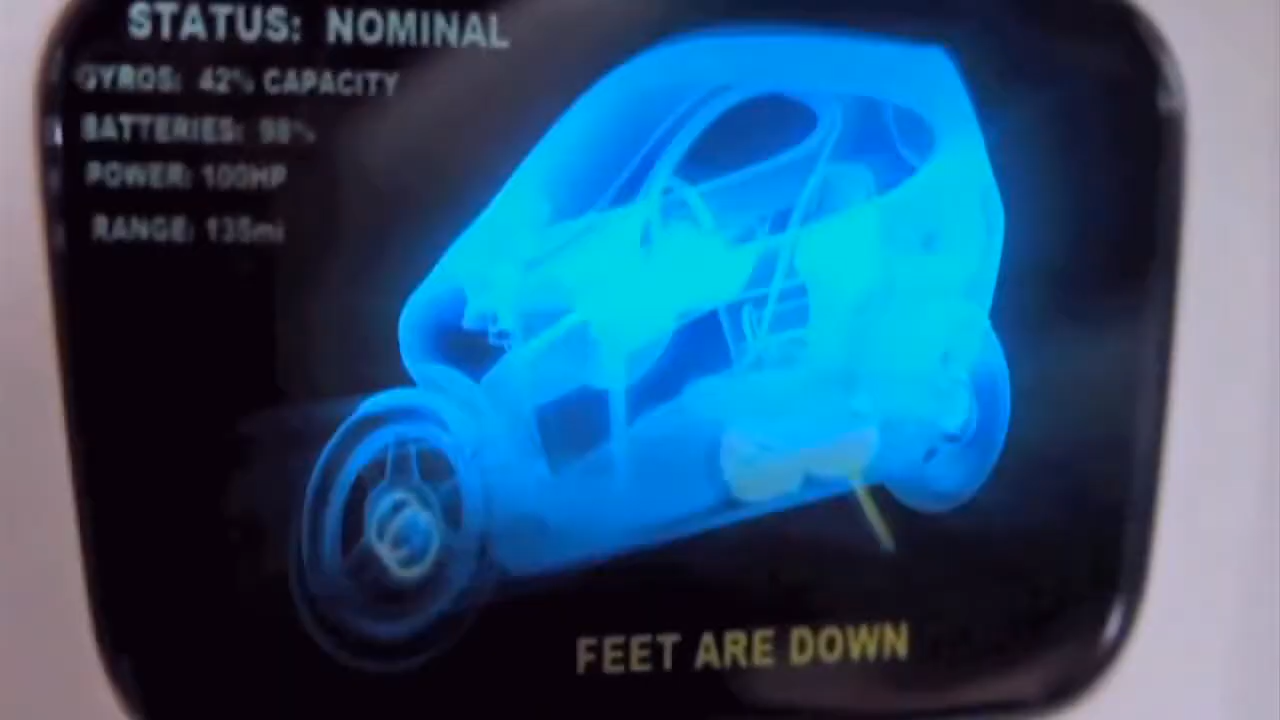 STATUS: NOMINAL
GYROS: 42% CAPACITY
BATTERIES: 98%
POWER: 100HP
RANGE: 135mi
FEET ARE DOWN